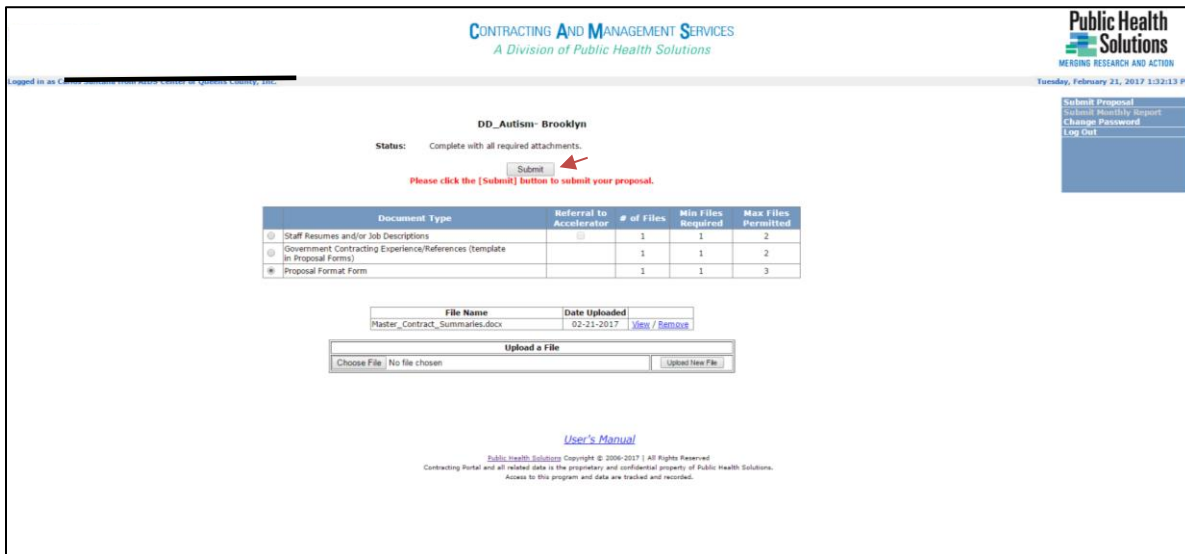 CONTRACTING AND MANAGEMENT SERVICES
A Division of Public Health Solutions
Public Health
Solutions
MERGING RESEARCH AND ACTION
Logged in as
Tuesday, February 21, 2017 1:32:13 P
Submit Proposal
Submit Monthly Report
Change Password
Log Out
DD_Autism- Brooklyn
Status: Complete with all required attachments.
Submit
Please click the [Submit] button to submit your proposal.
Document Type Referral to Accelerator # of Files Min Files Required Max Files Permitted
Staff Resumes and/or Job Descriptions 1 1 2
Government Contracting Experience/References (template in Proposal Forms) 1 1 2
Proposal Format Form 1 1 3
File Name Date Uploaded
Master_Contract_Summaries.docx 02-21-2017 View / Remove
Upload a File
Choose File No file chosen Upload New File
User's Manual
Public Health Solutions Copyright © 2006-2017 | All Rights Reserved
Contracting Portal and all related data is the proprietary and confidential property of Public Health Solutions.
Access to this program and data are tracked and recorded.